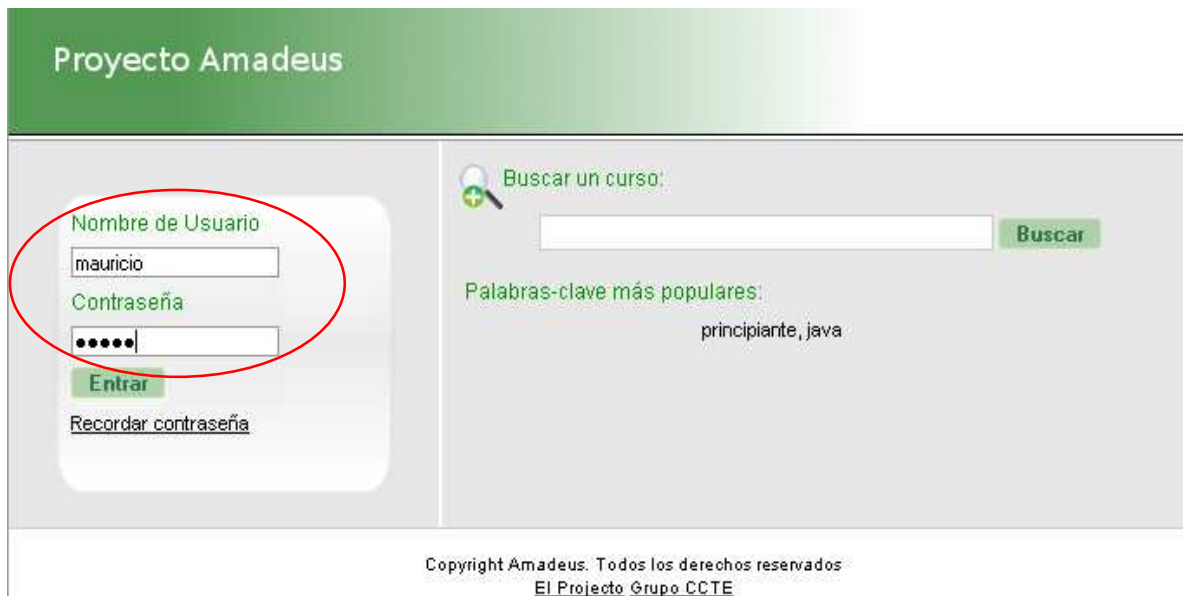 Proyecto Amadeus
Nombre de Usuario
mauricio
Contraseña
•••••
Entrar
Recordar contraseña
Buscar un curso:
Buscar
Palabras-clave más populares:
principiante, java
Copyright Amadeus. Todos los derechos reservados
El Projecto Grupo CCTE